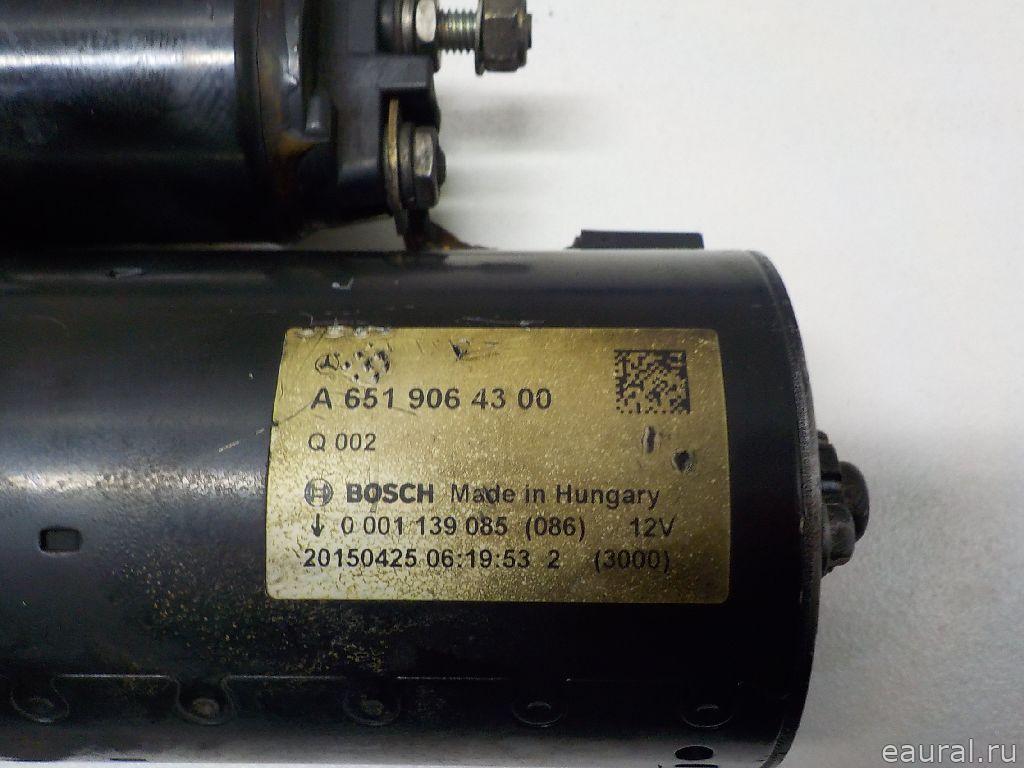 A 651 906 43 00
Q 002
BOSCH Made in Hungary
↓ 0 001 139 085 (086) 12V
20150425 06:19:53 2 (3000)
eaural.ru